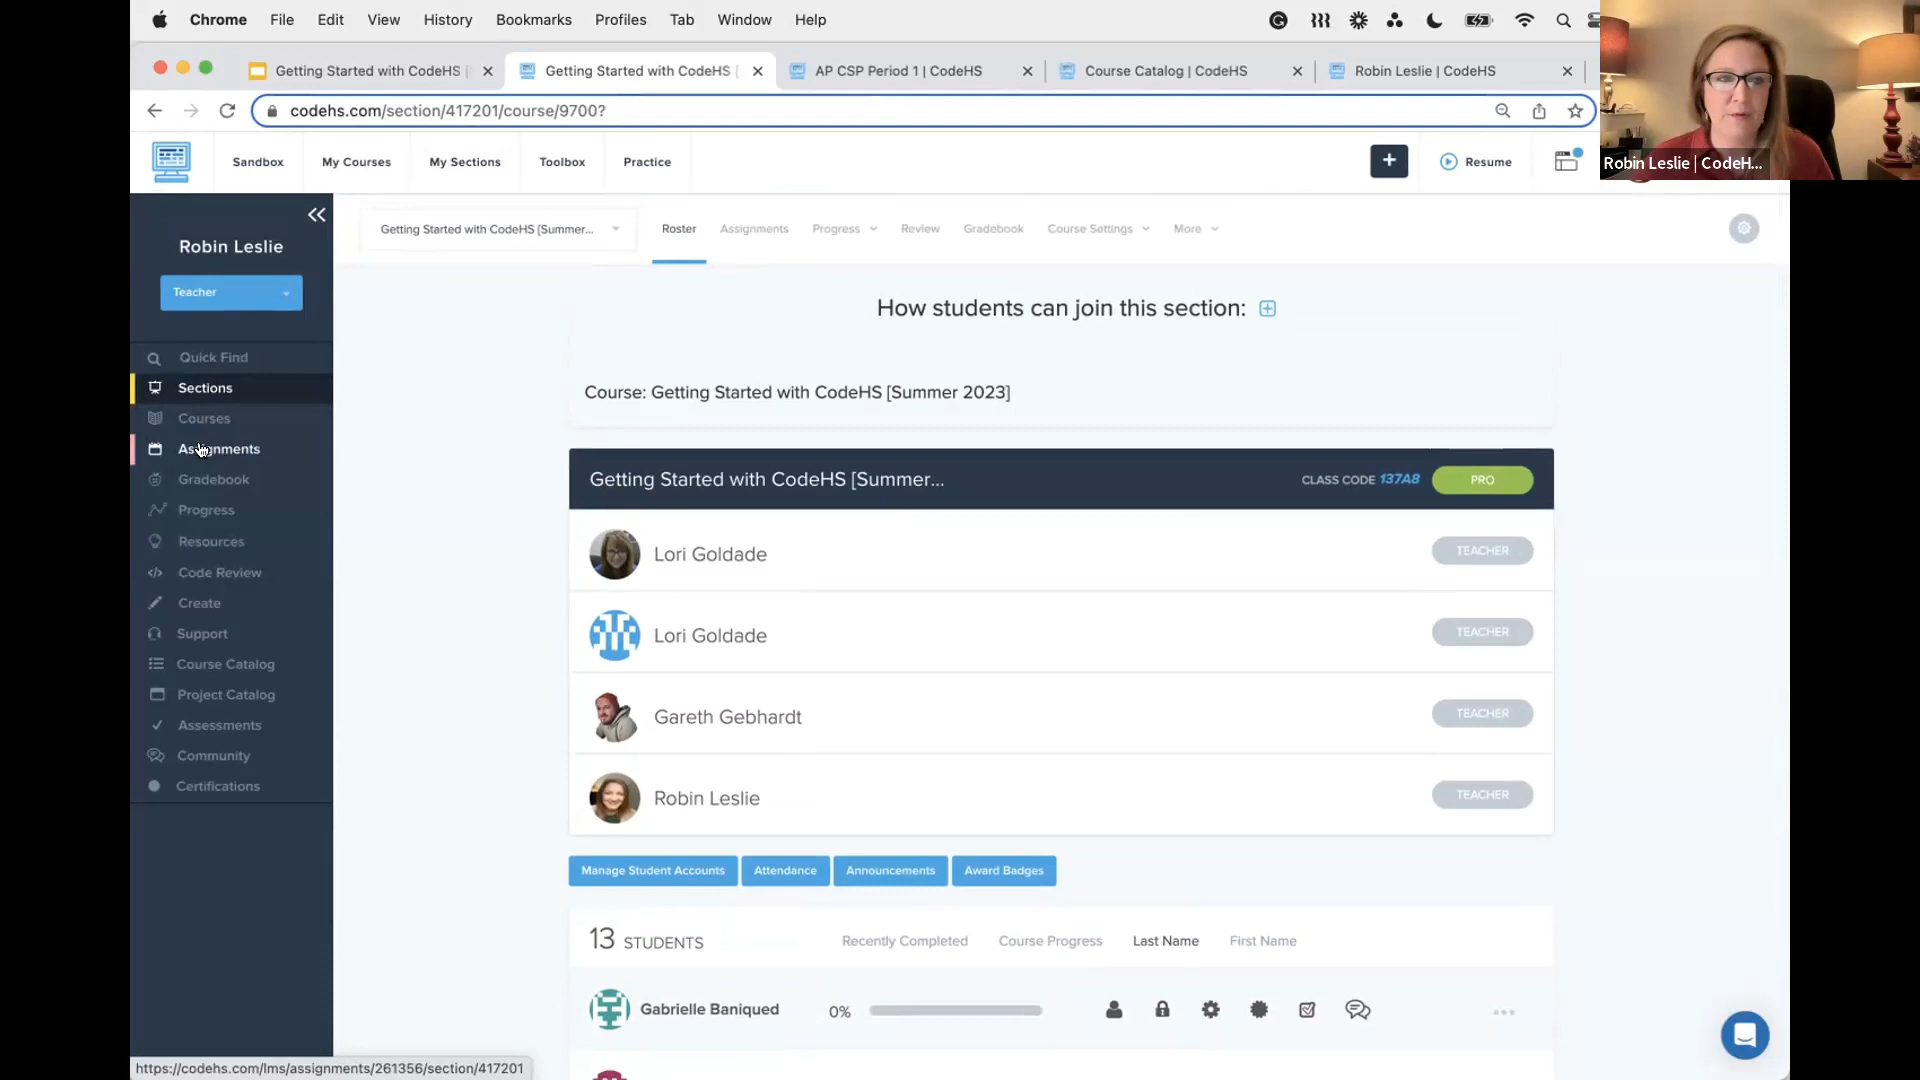 Chrome File Edit View History Bookmarks Profiles Tab Window Help
Getting Started with CodeHS
Getting Started with CodeHS [
AP CSP Period 1 | CodeHS
Course Catalog | CodeHS
Robin Leslie | CodeHS
codehs.com/section/417201/course/9700?
Robin Leslie | CodeH...
Sandbox My Courses My Sections Toolbox Practice
+ Resume
Robin Leslie
Teacher
Quick Find
Sections
Courses
Assignments
Gradebook
Progress
Resources
Code Review
Create
Support
Course Catalog
Project Catalog
Assessments
Community
Certifications
Getting Started with CodeHS [Summer...
Roster Assignments Progress Review Gradebook Course Settings More
How students can join this section:
Course: Getting Started with CodeHS [Summer 2023]
Getting Started with CodeHS [Summer... CLASS CODE 137A8 PRO
Lori Goldade TEACHER
Lori Goldade TEACHER
Gareth Gebhardt TEACHER
Robin Leslie TEACHER
Manage Student Accounts Attendance Announcements Award Badges
13 STUDENTS Recently Completed Course Progress Last Name First Name
Gabrielle Baniqued 0%
https://codehs.com/lms/assignments/261356/section/417201